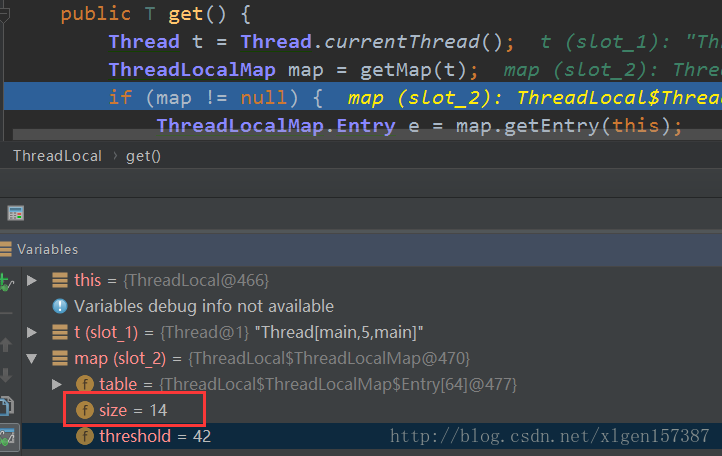 public T get() {
Thread t = Thread.currentThread(); t (slot_1): "Th
ThreadLocalMap map = getMap(t); map (slot_2): Thre
if (map != null) { map (slot_2): ThreadLocal$Threa
ThreadLocalMap.Entry e = map.getEntry(this);
ThreadLocal › get()
Variables
this = {ThreadLocal@466}
Variables debug info not available
t (slot_1) = {Thread@1} "Thread[main,5,main]"
map (slot_2) = {ThreadLocal$ThreadLocalMap@470}
f table = {ThreadLocal$ThreadLocalMap$Entry[64]@477}
f size = 14
f threshold = 42 http://blog.csdn.net/xlgen157387